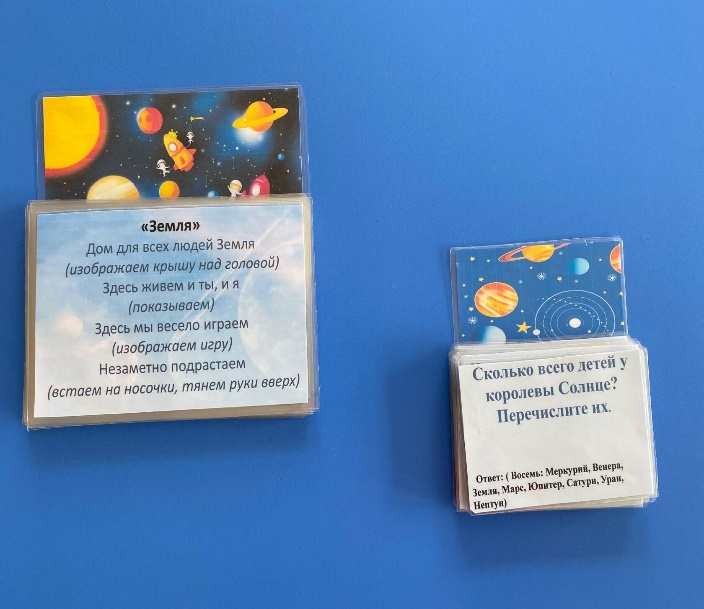 «Земля»
Дом для всех людей Земля
(изображаем крышу над головой)
Здесь живем и ты, и я
(показываем)
Здесь мы весело играем
(изображаем игру)
Незаметно подрастаем
(встаем на носочки, тянем руки вверх)
Сколько всего детей у
королевы Солнце?
Перечислите их.
Ответ: ( Восемь: Меркурий, Венера,
Земля, Марс, Юпитер, Сатурн, Уран,
Нептун)